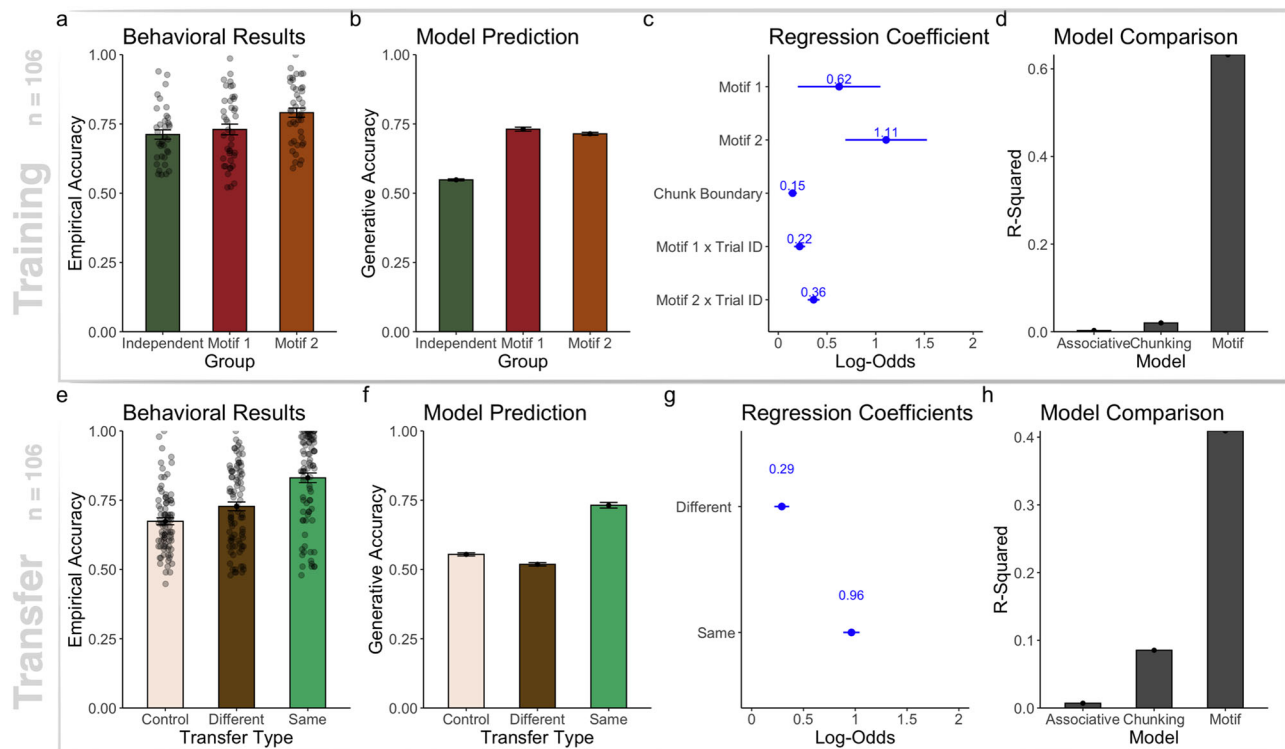 Training n = 106
a
Behavioral Results
Empirical Accuracy
1.00
0.75
0.50
0.25
0.00
Independent Motif 1 Motif 2
Group
b
Model Prediction
Generative Accuracy
1.00
0.75
0.50
0.25
0.00
Independent Motif 1 Motif 2
Group
c
Regression Coefficient
Motif 1
0.62
Motif 2
1.11
Chunk Boundary
0.15
Motif 1 x Trial ID
0.22
Motif 2 x Trial ID
0.36
0 0.5 1 1.5 2
Log-Odds
d
Model Comparison
R-Squared
0.6
0.4
0.2
0.0
Associative Chunking Motif
Model
Transfer n = 106
e
Behavioral Results
Empirical Accuracy
1.00
0.75
0.50
0.25
0.00
Control Different Same
Transfer Type
f
Model Prediction
Generative Accuracy
1.00
0.75
0.50
0.25
0.00
Control Different Same
Transfer Type
g
Regression Coefficients
0.29
Different
0.96
Same
0 0.5 1 1.5 2
Log-Odds
h
Model Comparison
R-Squared
0.4
0.3
0.2
0.1
0.0
Associative Chunking Motif
Model